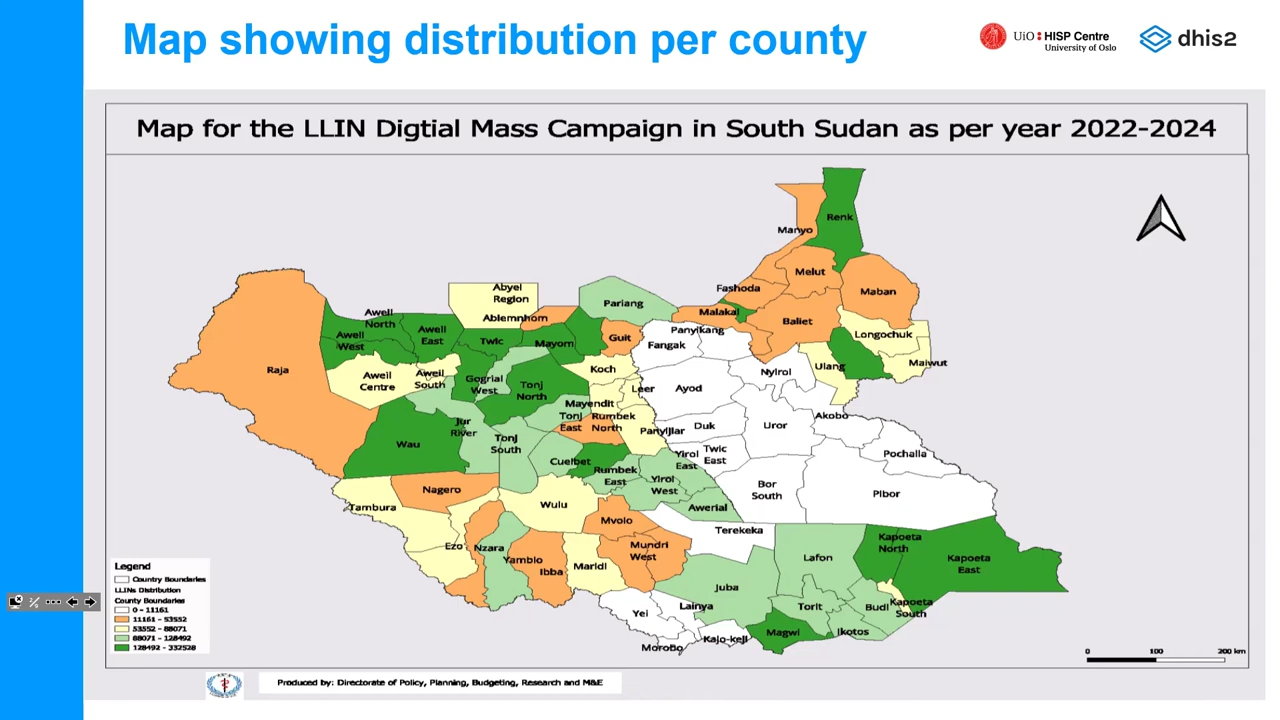 Map showing distribution per county
UiO HISP Centre
University of Oslo
dhis2
Map for the LLIN Digtial Mass Campaign in South Sudan as per year 2022-2024
Renk
Manyo
Melut
Fashoda
Maban
Malakal
Baliet
Panyikang
Fangak
Longochuk
Maiwut
Ulang
Nyirol
Abyei
Region
Ablemnhom
Pariang
Aweil
North
Aweil
West
Aweil
East
Twic
Mayom
Guit
Koch
Raja
Aweil
Centre
Aweil
South
Gogrial
West
Tonj
North
Leer
Ayod
Mayendit
Tonj
East
Rumbek
North
Panyijiar
Duk
Uror
Akobo
Wau
Jur
River
Tonj
South
Cueibet
Rumbek
East
Yirol
East
Twic
East
Yirol
West
Pochalla
Pibor
Bor
South
Awerial
Nagero
Tambura
Wulu
Mvolo
Terekeka
Ezo
Nzara
Yambio
Ibba
Maridi
Mundri
West
Lafon
Kapoeta
North
Kapoeta
East
Juba
Lainya
Yei
Torit
Budi
Kapoeta
South
Ikotos
Magwi
Kajo-keji
Morobo
Legend
Country Boundaries
LLINs Distribution
County Boundaries
0 - 11161
11161 - 53552
53552 - 88071
88071 - 128492
128492 - 332528
0 100 200 km
Produced by: Directorate of Policy, Planning, Budgeting, Research and M&E